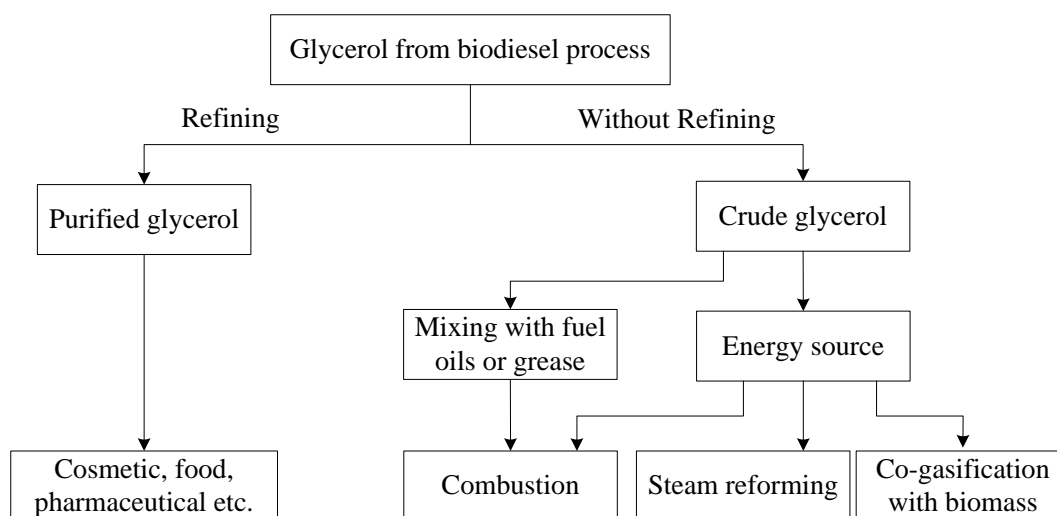 Glycerol from biodiesel process
Refining
Without Refining
Purified glycerol
Crude glycerol
Mixing with fuel
oils or grease
Energy source
Cosmetic, food,
pharmaceutical etc.
Combustion
Steam reforming
Co-gasification
with biomass